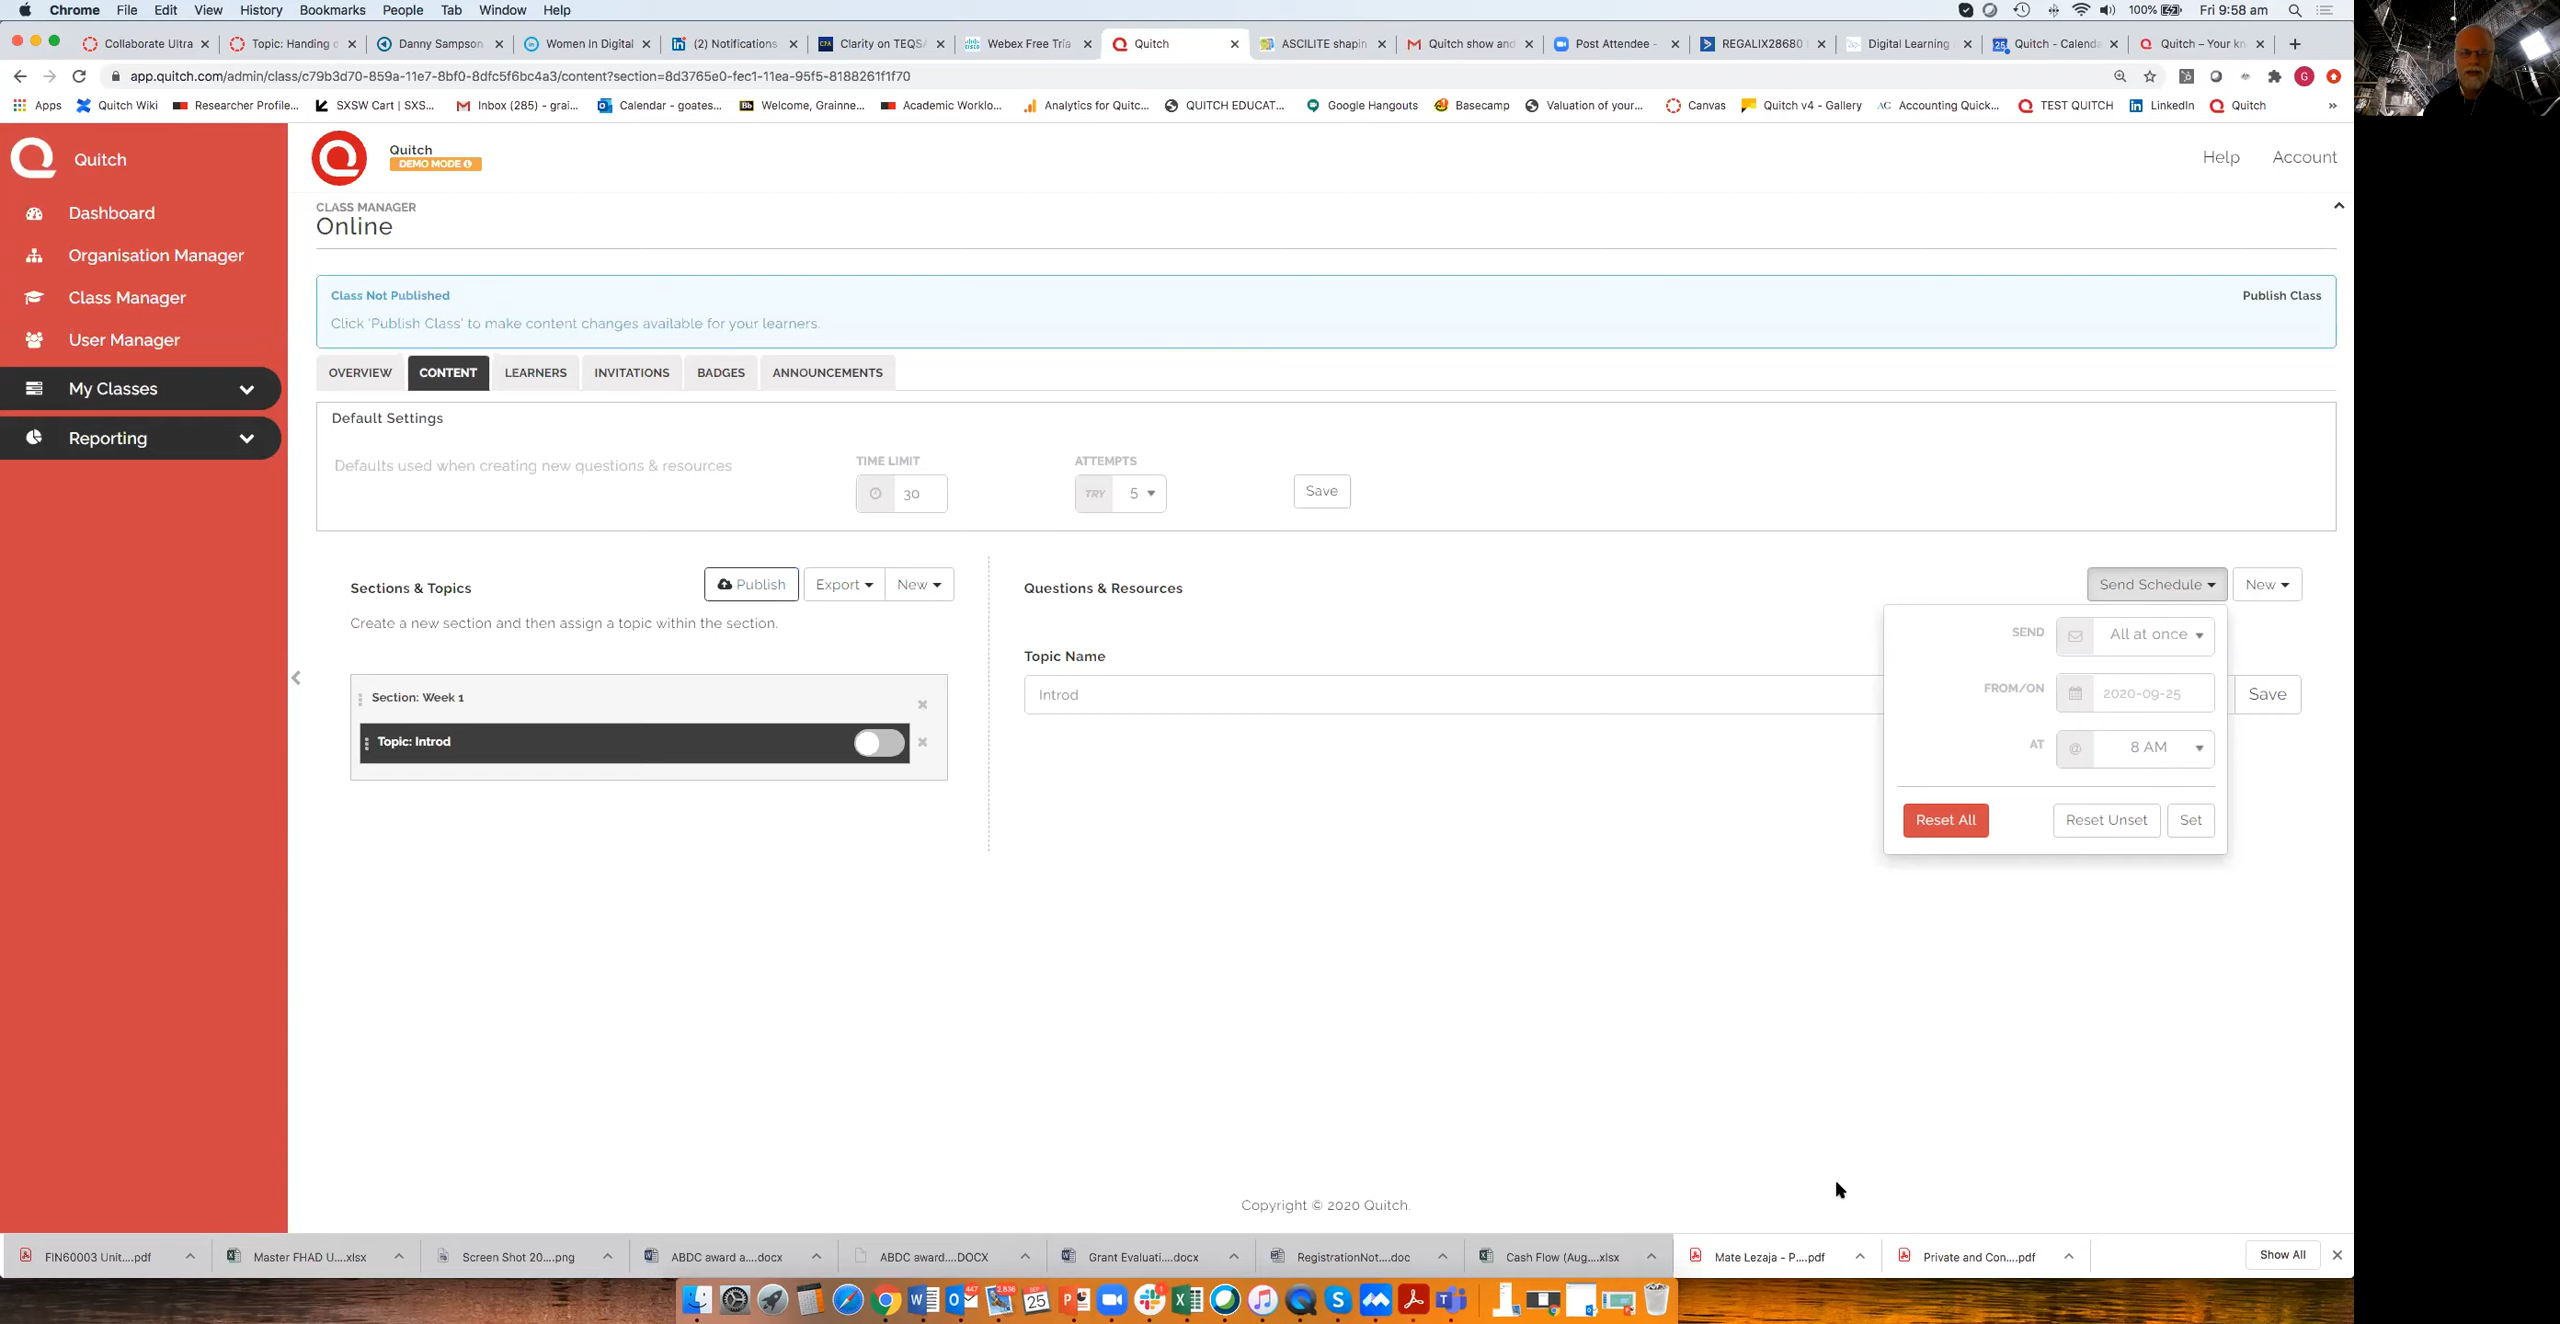 Chrome File Edit View History Bookmarks People Tab Window Help
100% Fri 9:58 am
Collaborate Ultra
Topic: Handing
Danny Sampson
Women In Digital
(2) Notifications
Clarity on TEQS
Webex Free Tria
Quitch
ASCILITE shapin
Quitch show and
Post Attendee -
REGALIX28680
Digital Learning
Quitch - Calend
Quitch – Your kn
app.quitch.com/admin/class/c79b3d70-859a-11e7-8bf0-8dfc5f6bc4a3/content?section=8d3765e0-fec1-11ea-95f5-8188261f1f70
G
Apps
Quitch Wiki
Researcher Profile...
SXSW Cart | SXS...
Inbox (285) - grai...
Calendar - goates...
Welcome, Grainne...
Academic Worklo...
Analytics for Quitc...
QUITCH EDUCAT...
Google Hangouts
Basecamp
Valuation of your...
Canvas
Quitch v4 - Gallery
Accounting Quick...
TEST QUITCH
LinkedIn
Quitch
»
Quitch
Dashboard
Organisation Manager
Class Manager
User Manager
My Classes
Reporting
Quitch
DEMO MODE
Help
Account
CLASS MANAGER
Online
Class Not Published
Publish Class
Click 'Publish Class' to make content changes available for your learners.
OVERVIEW
CONTENT
LEARNERS
INVITATIONS
BADGES
ANNOUNCEMENTS
Default Settings
Defaults used when creating new questions & resources
TIME LIMIT
30
ATTEMPTS
TRY 5
Save
Sections & Topics
Publish
Export
New
Create a new section and then assign a topic within the section.
Section: Week 1
Topic: Introd
Questions & Resources
Send Schedule
New
Topic Name
Introd
Save
SEND
All at once
FROM/ON
2020-09-25
AT
@ 8 AM
Reset All
Reset Unset
Set
Copyright © 2020 Quitch.
FIN60003 Unit....pdf
Master FHAD U....xlsx
Screen Shot 20....png
ABDC award a....docx
ABDC award....DOCX
Grant Evaluati....docx
RegistrationNot....doc
Cash Flow (Aug....xlsx
Mate Lezaja - P....pdf
Private and Con....pdf
Show All
447
2,836
25